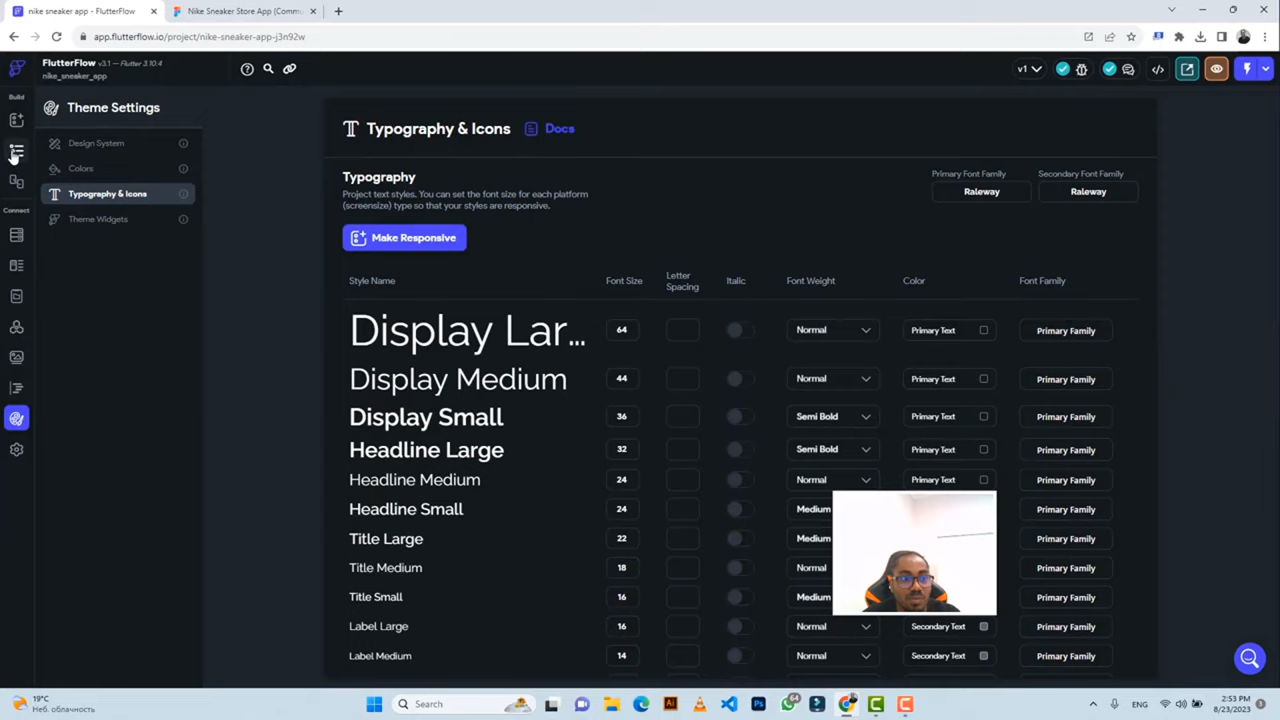 nike sneaker app - FlutterFlow
Nike Sneaker Store App (Commu
app.flutterflow.io/project/nike-sneaker-app-j3n92w
FlutterFlow v3.1 - Flutter 3.10.4
nike_sneaker_app
v1
Build
Connect
Theme Settings
Design System
Colors
Typography & Icons
Theme Widgets
Typography & Icons Docs
Typography
Project text styles. You can set the font size for each platform
(screensize) type so that your styles are responsive.
Primary Font Family Secondary Font Family
Raleway Raleway
Make Responsive
Style Name Font Size Letter Spacing Italic Font Weight Color Font Family
Display Lar... 64 Normal Primary Text Primary Family
Display Medium 44 Normal Primary Text Primary Family
Display Small 36 Semi Bold Primary Text Primary Family
Headline Large 32 Semi Bold Primary Text Primary Family
Headline Medium 24 Normal Primary Text Primary Family
Headline Small 24 Medium Primary Family
Title Large 22 Medium Primary Family
Title Medium 18 Normal Primary Family
Title Small 16 Medium Primary Family
Label Large 16 Normal Secondary Text Primary Family
Label Medium 14 Normal Secondary Text Primary Family
19°C
Не. облачность
Search
ENG
2:53 PM
8/23/2023